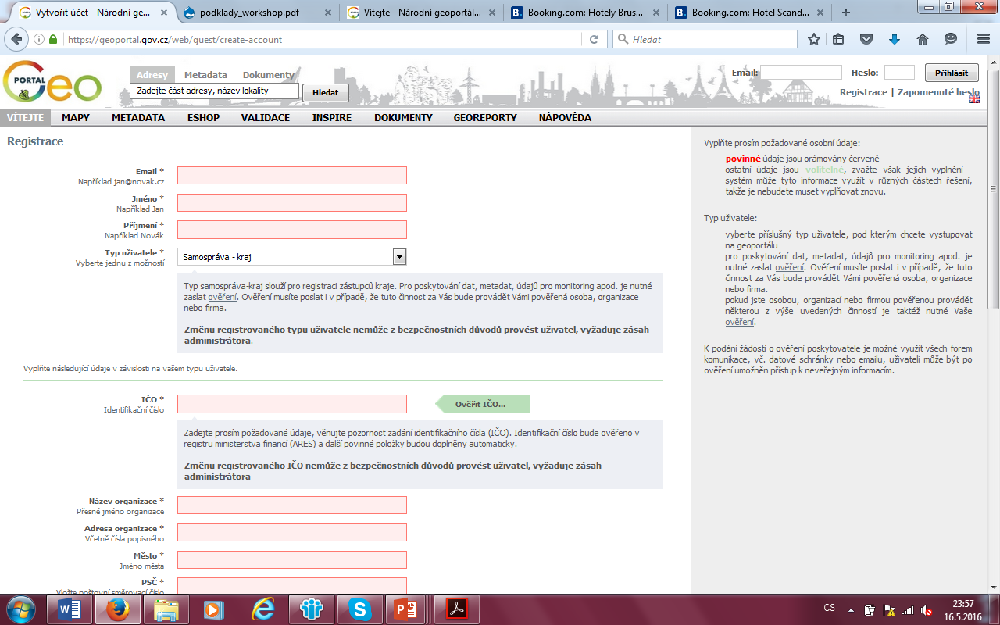 Vytvořit účet - Národní ge...
podklady_workshop.pdf
Vítejte - Národní geoportál...
Booking.com: Hotely Brus...
Booking.com: Hotel Scand...
https://geoportal.gov.cz/web/guest/create-account
Hledat
PORTAL
Geo
Adresy Metadata Dokumenty
Zadejte část adresy, název lokality
Hledat
Email: Heslo: Přihlásit
Registrace | Zapomenuté heslo
VÍTEJTE MAPY METADATA ESHOP VALIDACE INSPIRE DOKUMENTY GEOREPORTY NÁPOVĚDA
Registrace
Email *
Například jan@novak.cz
Jméno *
Například Jan
Příjmení *
Například Novák
Typ uživatele *
Vyberte jednu z možností
Samospráva - kraj
Typ samospráva-kraj slouží pro registraci zástupců kraje. Pro poskytování dat, metadat, údajů pro monitoring apod. je nutné
zaslat ověření. Ověření musíte poslat i v případě, že tuto činnost za Vás bude provádět Vámi pověřená osoba, organizace
nebo firma.
Změnu registrovaného typu uživatele nemůže z bezpečnostních důvodů provést uživatel, vyžaduje zásah
administrátora.
Vyplňte následující údaje v závislosti na vašem typu uživatele.
IČO *
Identifikační číslo
Ověřit IČO...
Zadejte prosím požadované údaje, věnujte pozornost zadání identifikačního čísla (IČO). Identifikační číslo bude ověřeno v
registru ministerstva financí (ARES) a další povinné položky budou doplněny automaticky.
Změnu registrovaného IČO nemůže z bezpečnostních důvodů provést uživatel, vyžaduje zásah
administrátora
Název organizace *
Přesné jméno organizace
Adresa organizace *
Včetně čísla popisného
Město *
Jméno města
PSČ *
Vložte poštovní směrovací číslo
Vyplňte prosím požadované osobní údaje:
povinné údaje jsou orámovány červeně
ostatní údaje jsou volitelné, zvažte však jejich vyplnění -
systém může tyto informace využít v různých částech řešení,
takže je nebudete muset vyplňovat znovu.
Typ uživatele:
vyberte příslušný typ uživatele, pod kterým chcete vystupovat
na geoportálu
pro poskytování dat, metadat, údajů pro monitoring apod. je
nutné zaslat ověření. Ověření musíte poslat i v případě, že tuto
činnost za Vás bude provádět Vámi pověřená osoba, organizace
nebo firma.
pokud jste osobou, organizací nebo firmou pověřenou provádět
některou z výše uvedených činností je taktéž nutné Vaše
ověření.
K podání žádostí o ověření poskytovatele je možné využít všech forem
komunikace, vč. datové schránky nebo emailu, uživateli může být po
ověření umožněn přístup k neveřejným informacím.
CS
23:57
16.5.2016